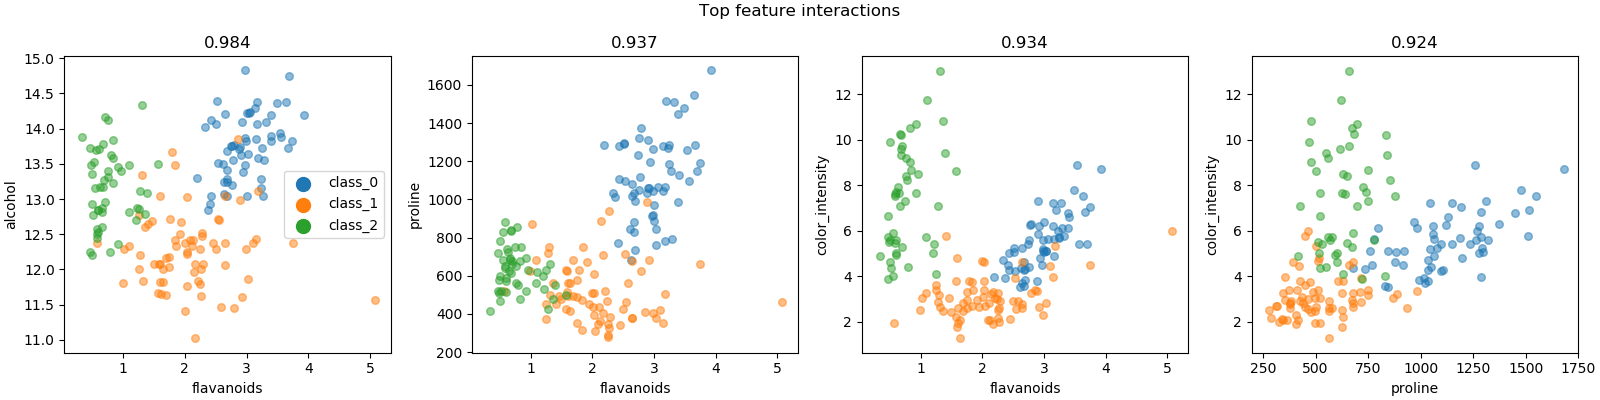 Top feature interactions
0.984
15.0
14.5
14.0
13.5
13.0
12.5
12.0
11.5
11.0
alcohol
class_0
class_1
class_2
1 2 3 4 5
flavanoids
0.937
1600
1400
1200
1000
800
600
400
200
proline
1 2 3 4 5
flavanoids
0.934
12
10
8
6
4
2
color_intensity
1 2 3 4 5
flavanoids
0.924
12
10
8
6
4
2
color_intensity
250 500 750 1000 1250 1500 1750
proline